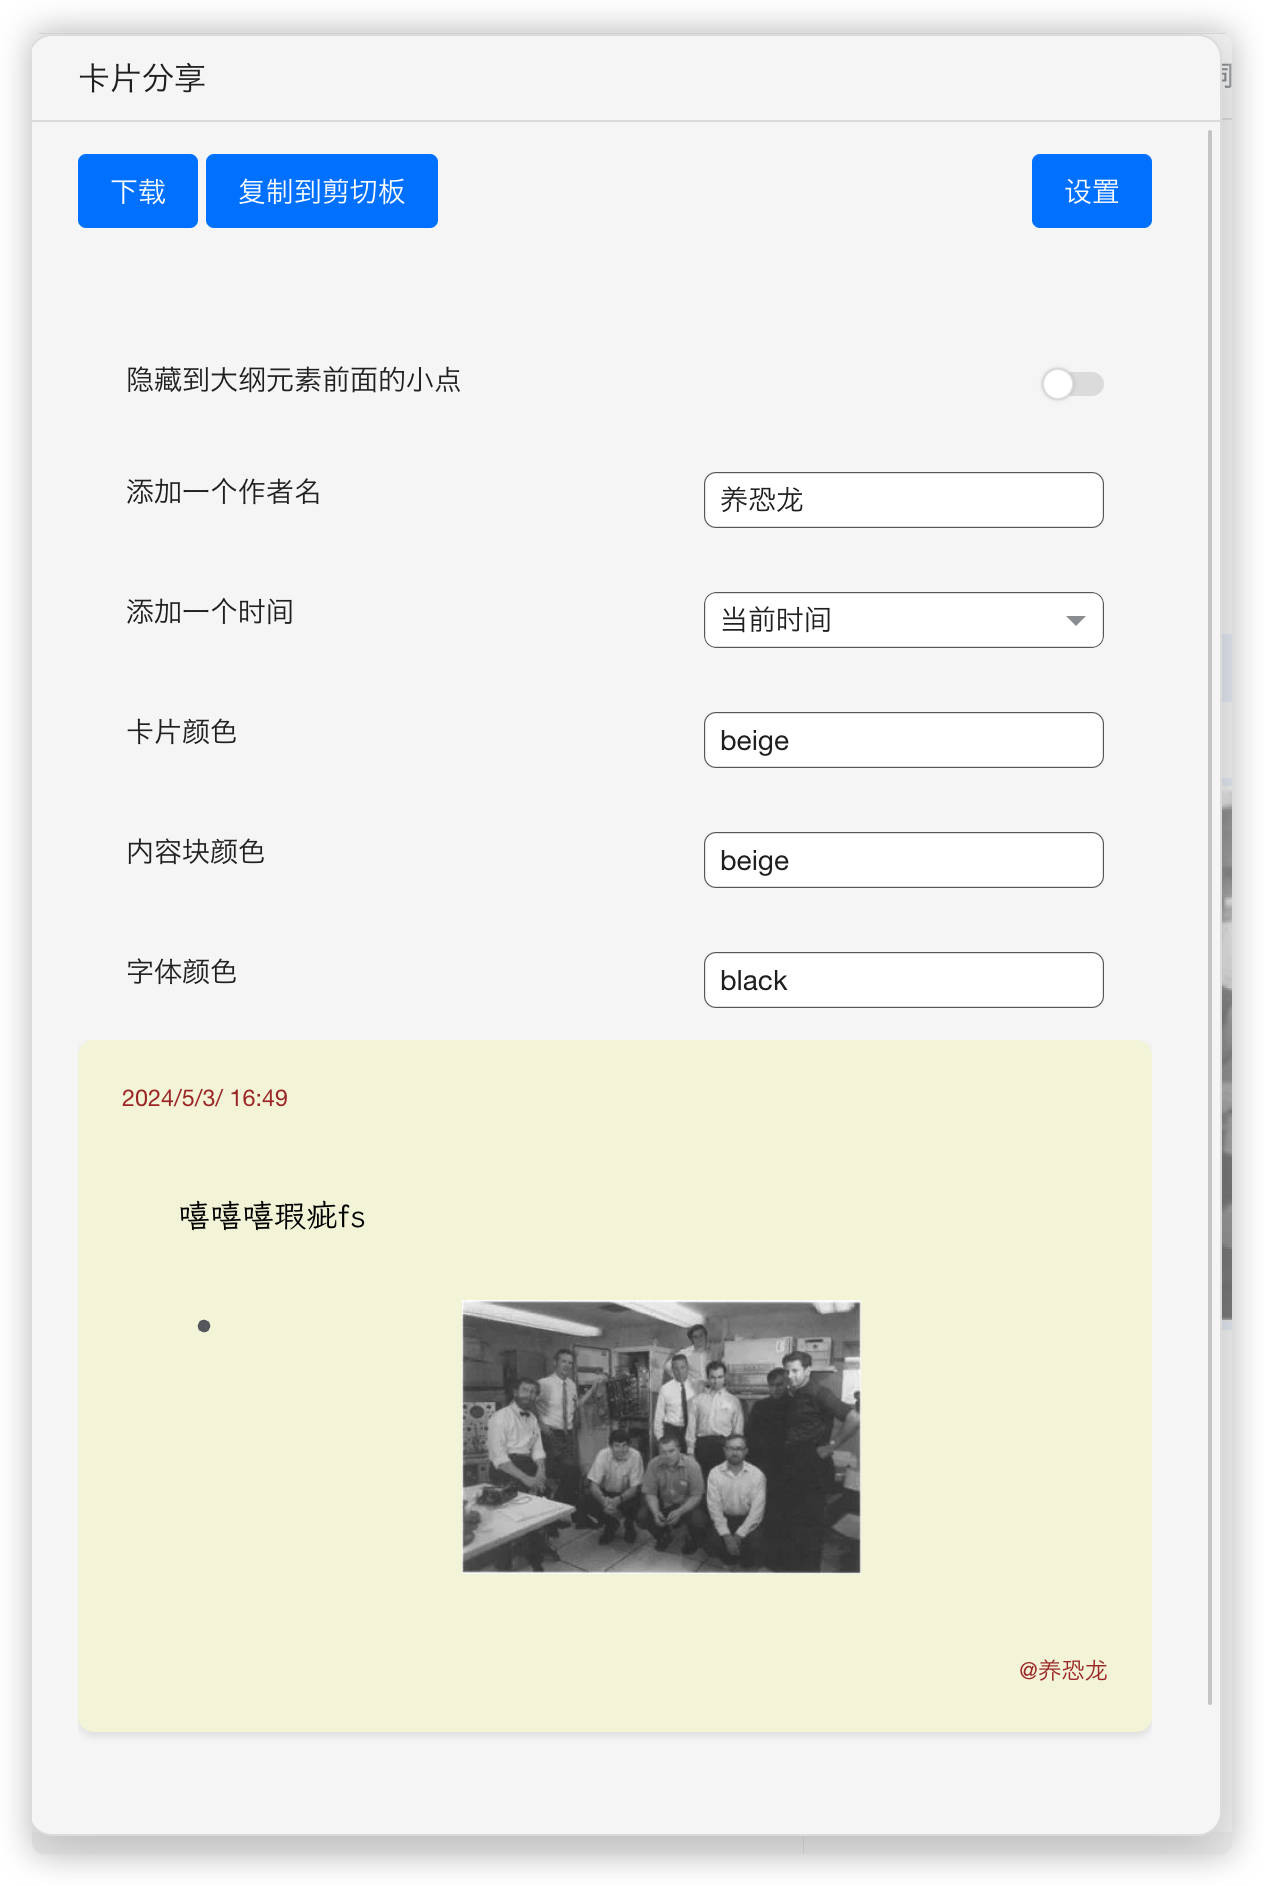 卡片分享
下载 复制到剪切板 设置
隐藏到大纲元素前面的小点
添加一个作者名 养恐龙
添加一个时间 当前时间
卡片颜色 beige
内容块颜色 beige
字体颜色 black
2024/5/3/ 16:49
嘻嘻嘻瑕疵fs
@养恐龙